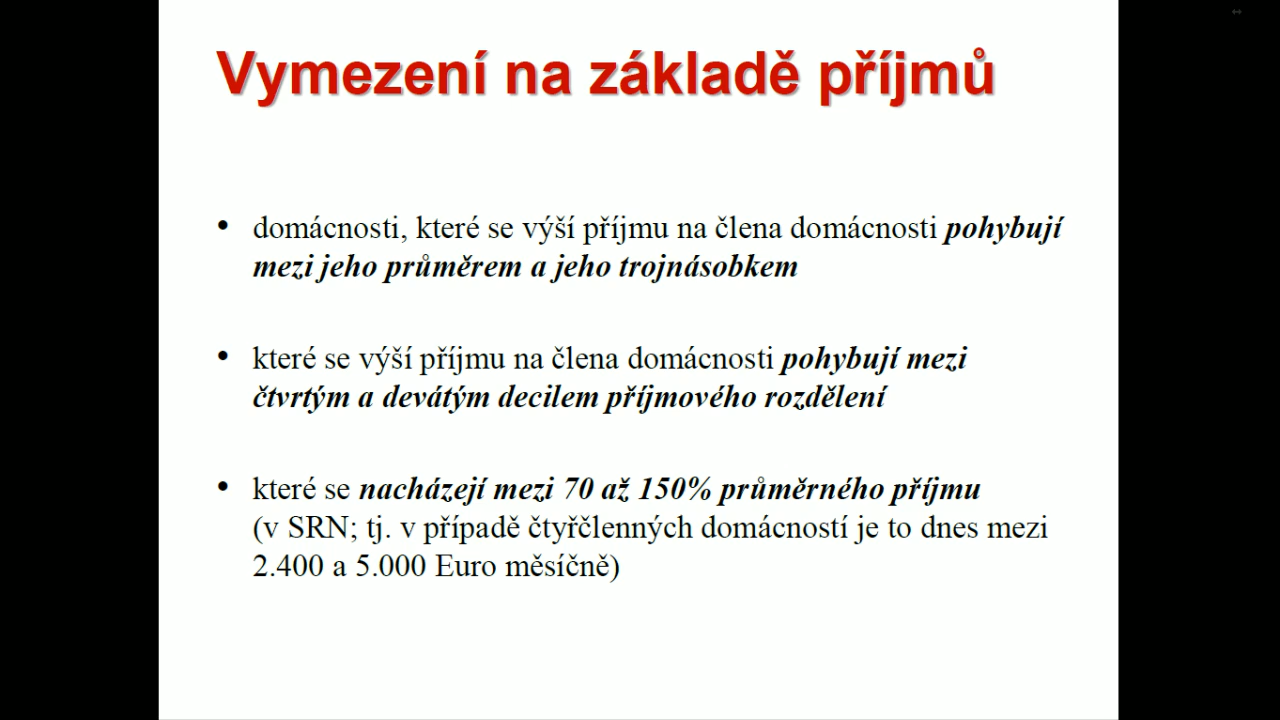 Vymezení na základě příjmů
• domácnosti, které se výší příjmu na člena domácnosti pohybují
mezi jeho průměrem a jeho trojnásobkem
• které se výší příjmu na člena domácnosti pohybují mezi
čtvrtým a devátým decilem příjmového rozdělení
• které se nacházejí mezi 70 až 150% průměrného příjmu
(v SRN; tj. v případě čtyřčlenných domácností je to dnes mezi
2.400 a 5.000 Euro měsíčně)